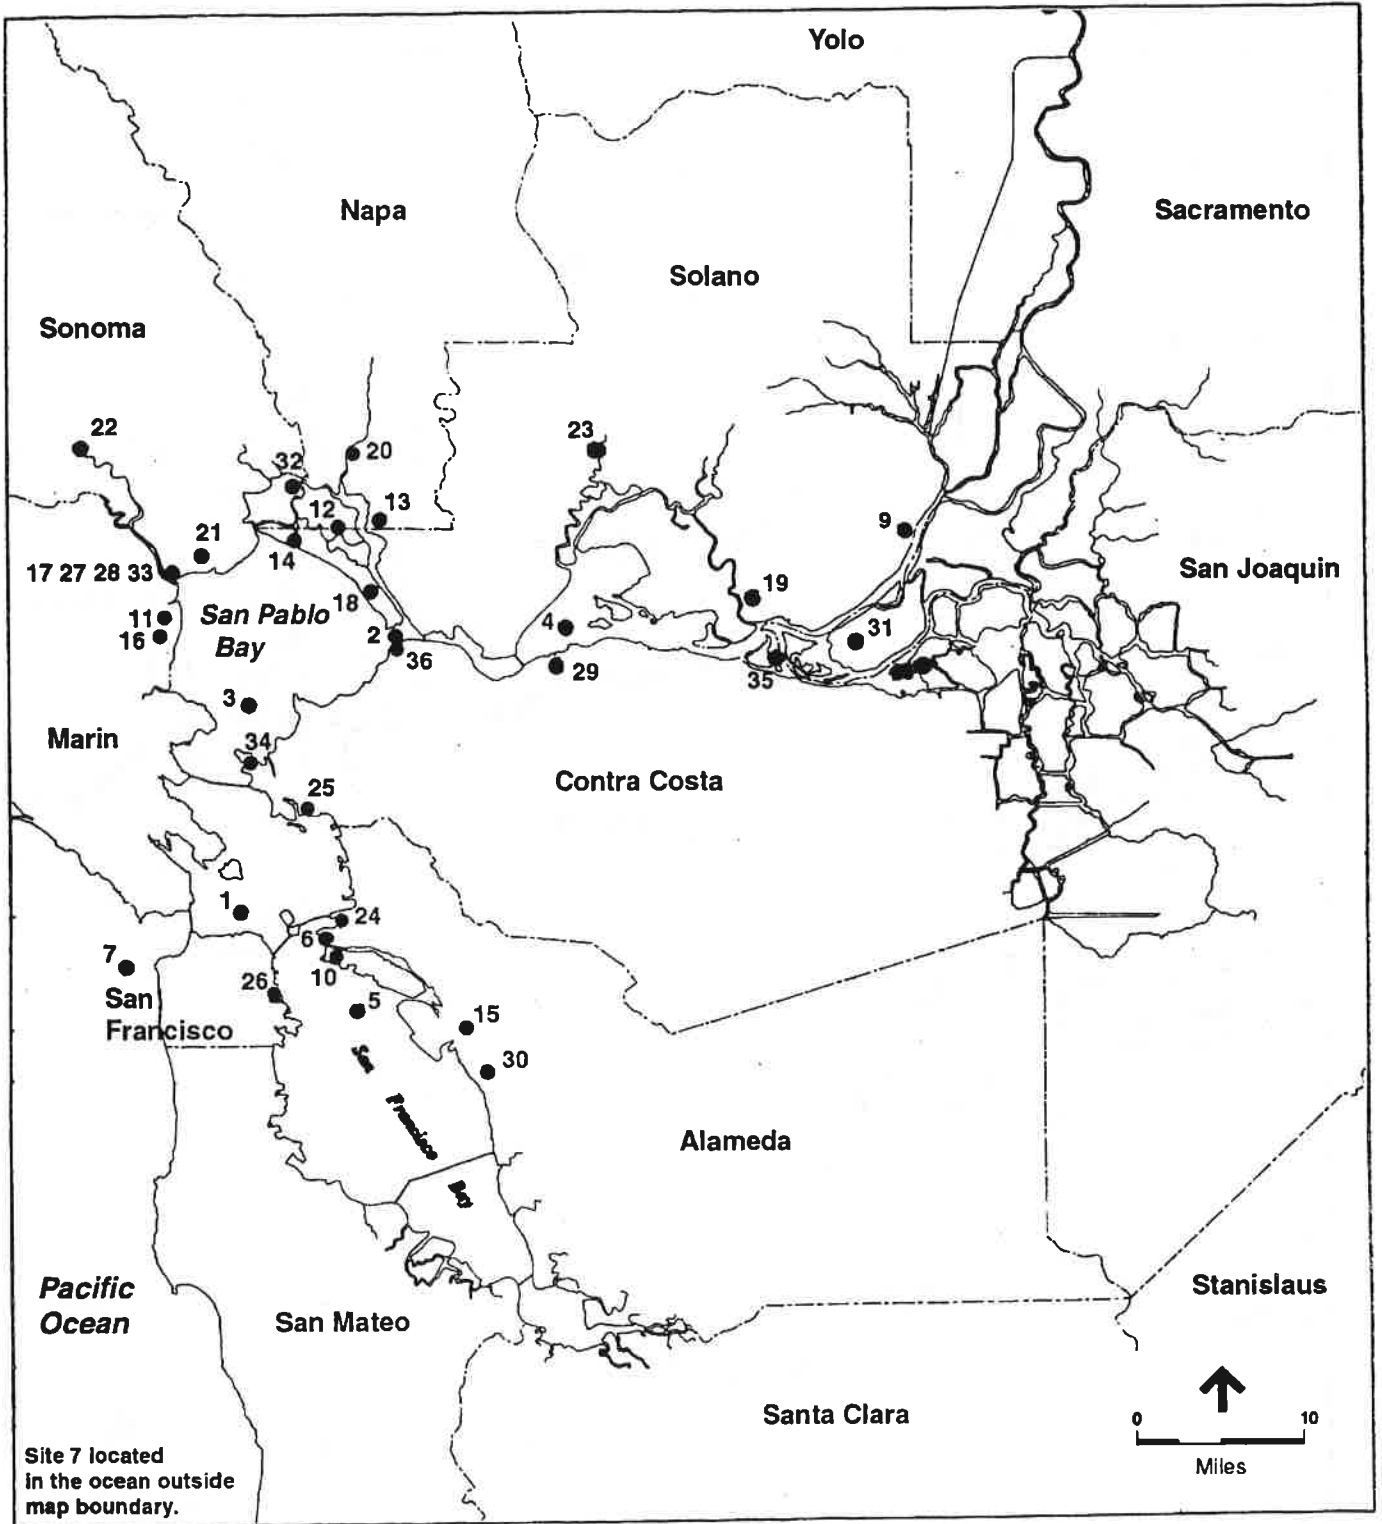 Yolo
Napa
Sacramento
Solano
Sonoma
22
23
20
32
12
13
9
21
14
17 27 28 33
San Joaquin
19
18
11
San Pablo
Bay
16
2
4
31
36
29
35
3
Marin
34
25
Contra Costa
1
24
6
7
10
26
San
Francisco
5
15
30
San
Francisco
Bay
Alameda
Pacific
Ocean
San Mateo
Stanislaus
Santa Clara
0 10
Miles
Site 7 located
in the ocean outside
map boundary.